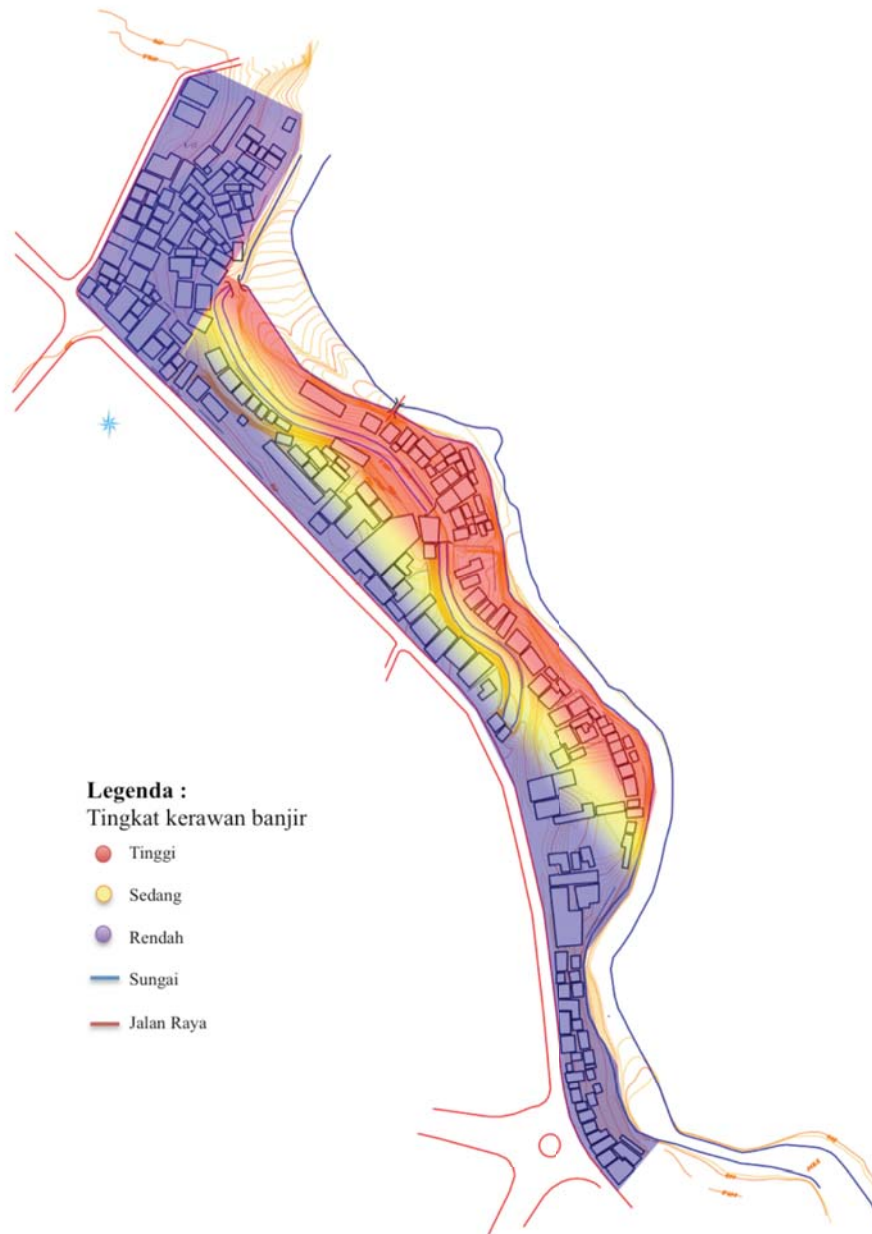 Legenda :
Tingkat kerawan banjir
Tinggi
Sedang
Rendah
Sungai
Jalan Raya